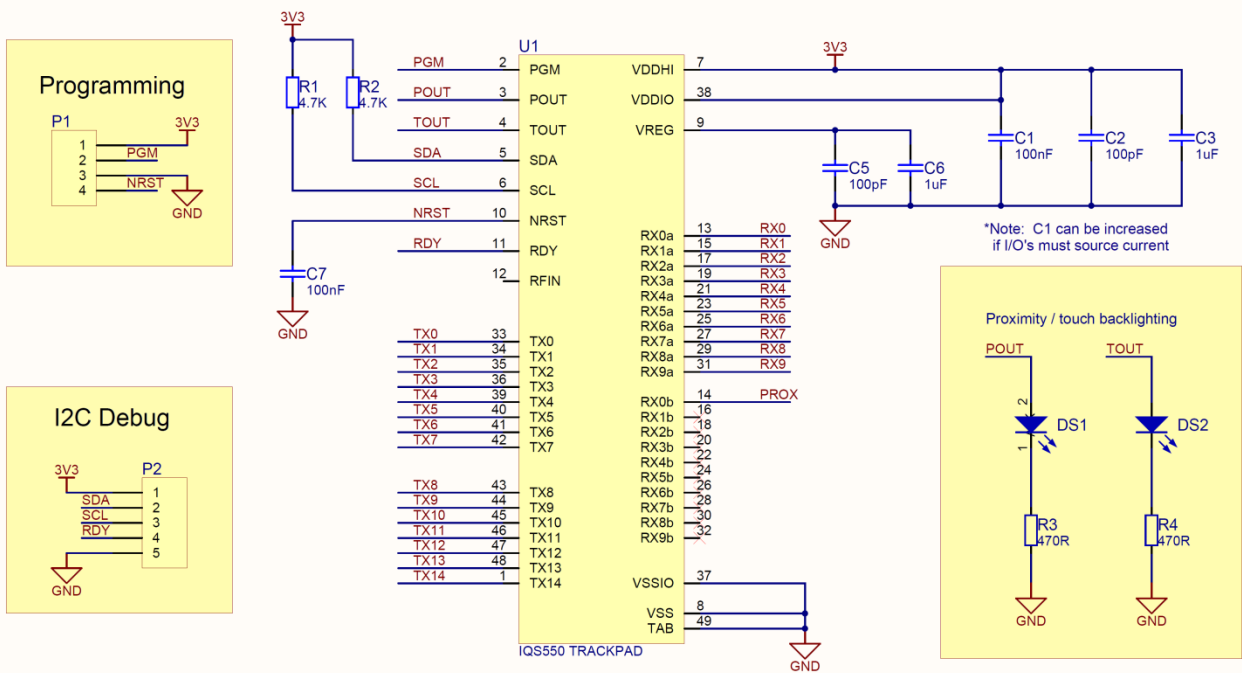 Programming
P1
3V3
1
2
PGM
3
4
NRST
GND
I2C Debug
P2
3V3
1
SDA
2
SCL
3
RDY
4
5
GND
3V3
R1
4.7K
R2
4.7K
C7
100nF
GND
U1
PGM 2 PGM
POUT 3 POUT
TOUT 4 TOUT
SDA 5 SDA
SCL 6 SCL
NRST 10 NRST
RDY 11 RDY
12 RFIN
TX0 33 TX0
TX1 34 TX1
TX2 35 TX2
TX3 36 TX3
TX4 39 TX4
TX5 40 TX5
TX6 41 TX6
TX7 42 TX7
TX8 43 TX8
TX9 44 TX9
TX10 45 TX10
TX11 46 TX11
TX12 47 TX12
TX13 48 TX13
TX14 1 TX14
VDDHI 7
VDDIO 38
VREG 9
RX0a 13 RX0
RX1a 15 RX1
RX2a 17 RX2
RX3a 19 RX3
RX4a 21 RX4
RX5a 23 RX5
RX6a 25 RX6
RX7a 27 RX7
RX8a 29 RX8
RX9a 31 RX9
RX0b 14 PROX
RX1b 16
RX2b 18
RX3b 20
RX4b 22
RX5b 24
RX6b 26
RX7b 28
RX8b 30
RX9b 32
VSSIO 37
VSS 8
TAB 49
GND
IQS550 TRACKPAD
3V3
C1
100nF
C2
100pF
C3
1uF
C5
100pF
C6
1uF
GND
*Note: C1 can be increased
if I/O's must source current
Proximity / touch backlighting
POUT
TOUT
2
DS1
1
DS2
R3
470R
R4
470R
GND
GND